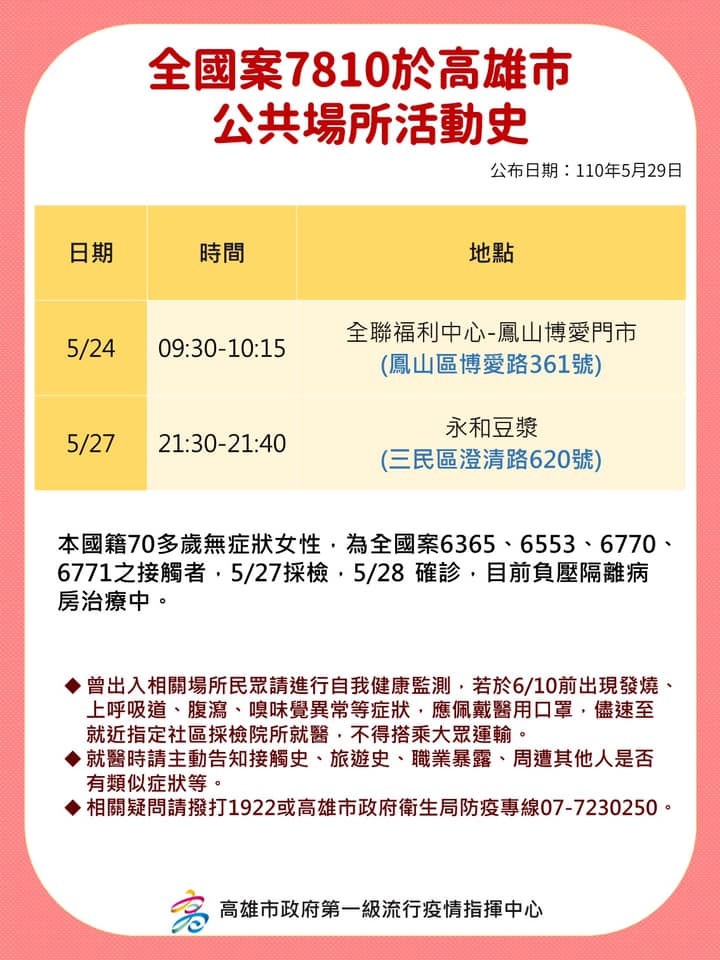 全國案7810於高雄市
公共場所活動史
公布日期：110年5月29日
日期 時間 地點
5/24 09:30-10:15 全聯福利中心-鳳山博愛門市
(鳳山區博愛路361號)
5/27 21:30-21:40 永和豆漿
(三民區澄清路620號)
本國籍70多歲無症狀女性，為全國案6365、6553、6770、
6771之接觸者，5/27採檢，5/28 確診，目前負壓隔離病
房治療中。
◆曾出入相關場所民眾請進行自我健康監測，若於6/10前出現發燒、
上呼吸道、腹瀉、嗅味覺異常等症狀，應佩戴醫用口罩，儘速至
就近指定社區採檢院所就醫，不得搭乘大眾運輸。
◆就醫時請主動告知接觸史、旅遊史、職業暴露、周遭其他人是否
有類似症狀等。
◆相關疑問請撥打1922或高雄市政府衛生局防疫專線07-7230250。
高雄市政府第一級流行疫情指揮中心